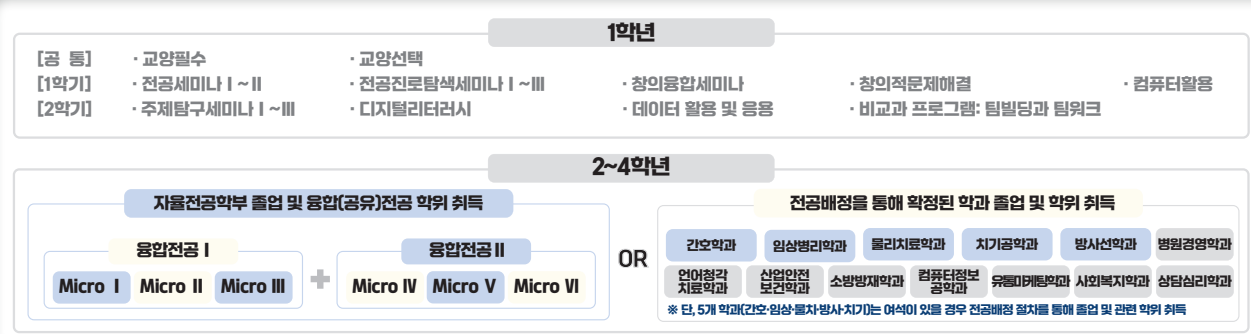 1학년
[공 통] · 교양필수 · 교양선택
[1학기] · 전공세미나 I ~ II · 전공진로탐색세미나 I ~ III · 창의융합세미나 · 창의적문제해결 · 컴퓨터활용
[2학기] · 주제탐구세미나 I ~ III · 디지털리터러시 · 데이터 활용 및 응용 · 비교과 프로그램: 팀빌딩과 팀워크
2~4학년
자율전공학부 졸업 및 융합(공유)전공 학위 취득
융합전공 I
Micro I Micro II Micro III
+
융합전공 II
Micro IV Micro V Micro VI
OR
전공배정을 통해 확정된 학과 졸업 및 학위 취득
간호학과 임상병리학과 물리치료학과 치기공학과 방사선학과 병원경영학과
언어청각
치료학과
산업안전
보건학과
소방방재학과
컴퓨터정보
공학과
유통마케팅학과 사회복지학과 상담심리학과
※ 단, 5개 학과(간호·임상·물치·방사·치기)는 여석이 있을 경우 전공배정 절차를 통해 졸업 및 관련 학위 취득